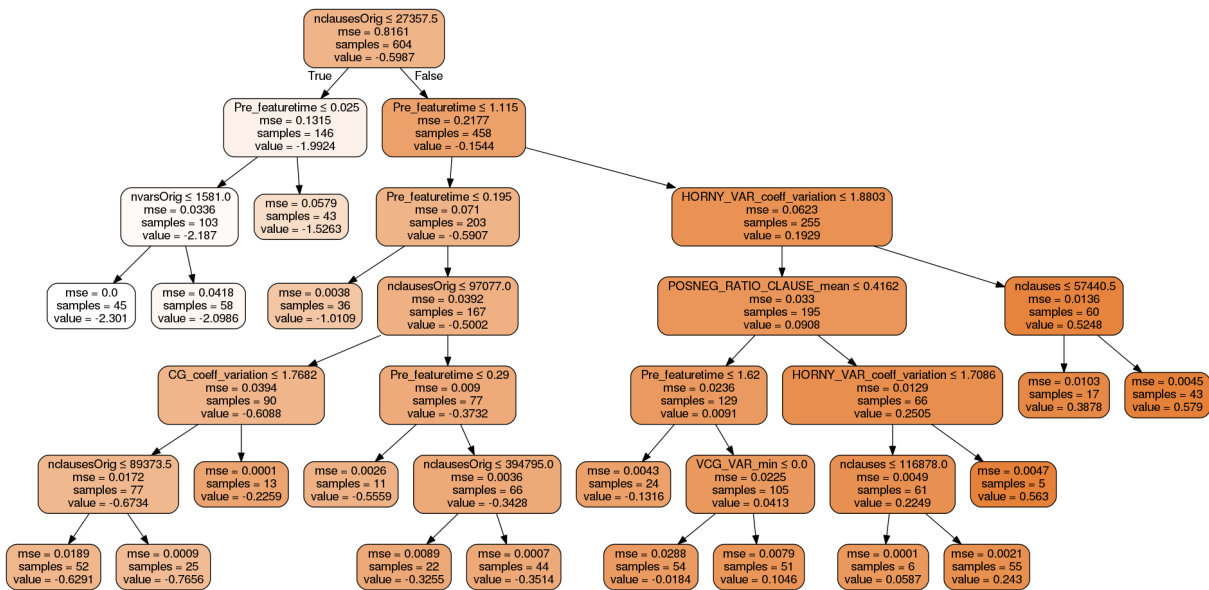 nclausesOrig ≤ 27357.5
mse = 0.8161
samples = 604
value = -0.5987
True
False
Pre_featuretime ≤ 0.025
mse = 0.1315
samples = 146
value = -1.9924
Pre_featuretime ≤ 1.115
mse = 0.2177
samples = 458
value = -0.1544
nvarsOrig ≤ 1581.0
mse = 0.0336
samples = 103
value = -2.187
mse = 0.0579
samples = 43
value = -1.5263
Pre_featuretime ≤ 0.195
mse = 0.071
samples = 203
value = -0.5907
HORNY_VAR_coeff_variation ≤ 1.8803
mse = 0.0623
samples = 255
value = 0.1929
mse = 0.0
samples = 45
value = -2.301
mse = 0.0418
samples = 58
value = -2.0986
mse = 0.0038
samples = 36
value = -1.0109
nclausesOrig ≤ 97077.0
mse = 0.0392
samples = 167
value = -0.5002
POSNEG_RATIO_CLAUSE_mean ≤ 0.4162
mse = 0.033
samples = 195
value = 0.0908
nclauses ≤ 57440.5
mse = 0.0136
samples = 60
value = 0.5248
CG_coeff_variation ≤ 1.7682
mse = 0.0394
samples = 90
value = -0.6088
Pre_featuretime ≤ 0.29
mse = 0.009
samples = 77
value = -0.3732
Pre_featuretime ≤ 1.62
mse = 0.0236
samples = 129
value = 0.0091
HORNY_VAR_coeff_variation ≤ 1.7086
mse = 0.0129
samples = 66
value = 0.2505
mse = 0.0103
samples = 17
value = 0.3878
mse = 0.0045
samples = 43
value = 0.579
nclausesOrig ≤ 89373.5
mse = 0.0172
samples = 77
value = -0.6734
mse = 0.0001
samples = 13
value = -0.2259
mse = 0.0026
samples = 11
value = -0.5559
nclausesOrig ≤ 394795.0
mse = 0.0036
samples = 66
value = -0.3428
mse = 0.0043
samples = 24
value = -0.1316
VCG_VAR_min ≤ 0.0
mse = 0.0225
samples = 105
value = 0.0413
nclauses ≤ 116878.0
mse = 0.0049
samples = 61
value = 0.2249
mse = 0.0047
samples = 5
value = 0.563
mse = 0.0189
samples = 52
value = -0.6291
mse = 0.0009
samples = 25
value = -0.7656
mse = 0.0089
samples = 22
value = -0.3255
mse = 0.0007
samples = 44
value = -0.3514
mse = 0.0288
samples = 54
value = -0.0184
mse = 0.0079
samples = 51
value = 0.1046
mse = 0.0001
samples = 6
value = 0.0587
mse = 0.0021
samples = 55
value = 0.243